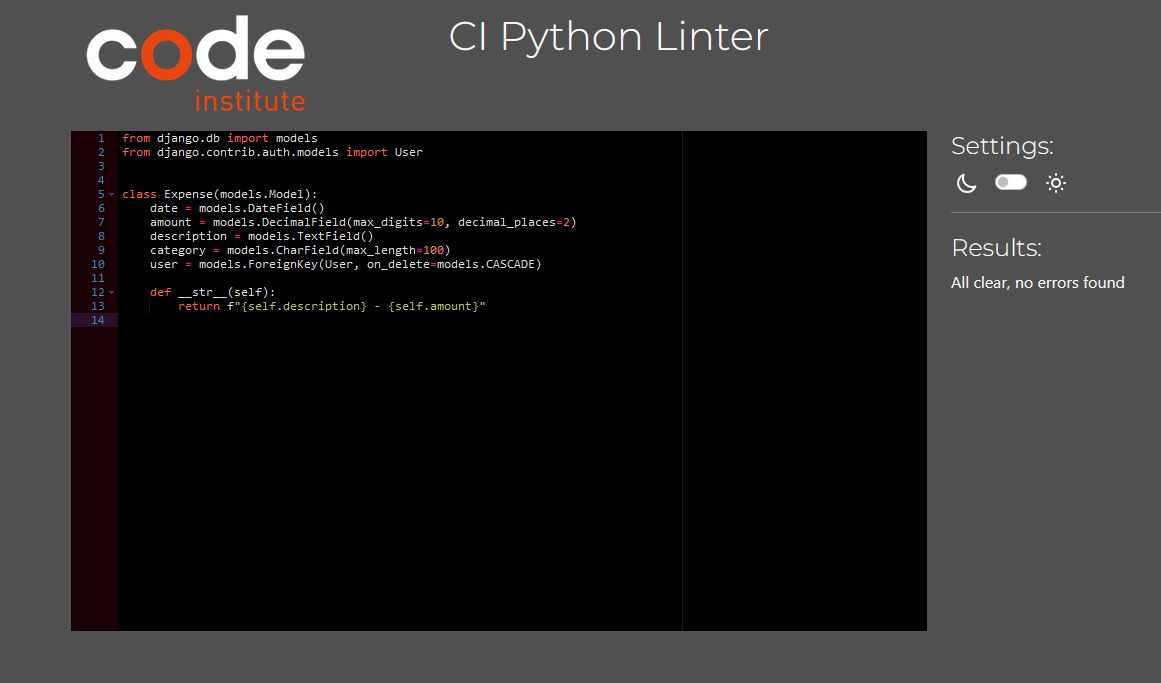 code
institute
CI Python Linter
1 from django.db import models
2 from django.contrib.auth.models import User
3
4
5 class Expense(models.Model):
6     date = models.DateField()
7     amount = models.DecimalField(max_digits=10, decimal_places=2)
8     description = models.TextField()
9     category = models.CharField(max_length=100)
10     user = models.ForeignKey(User, on_delete=models.CASCADE)
11
12     def __str__(self):
13         return f"{self.description} - {self.amount}"
14
Settings:
Results:
All clear, no errors found